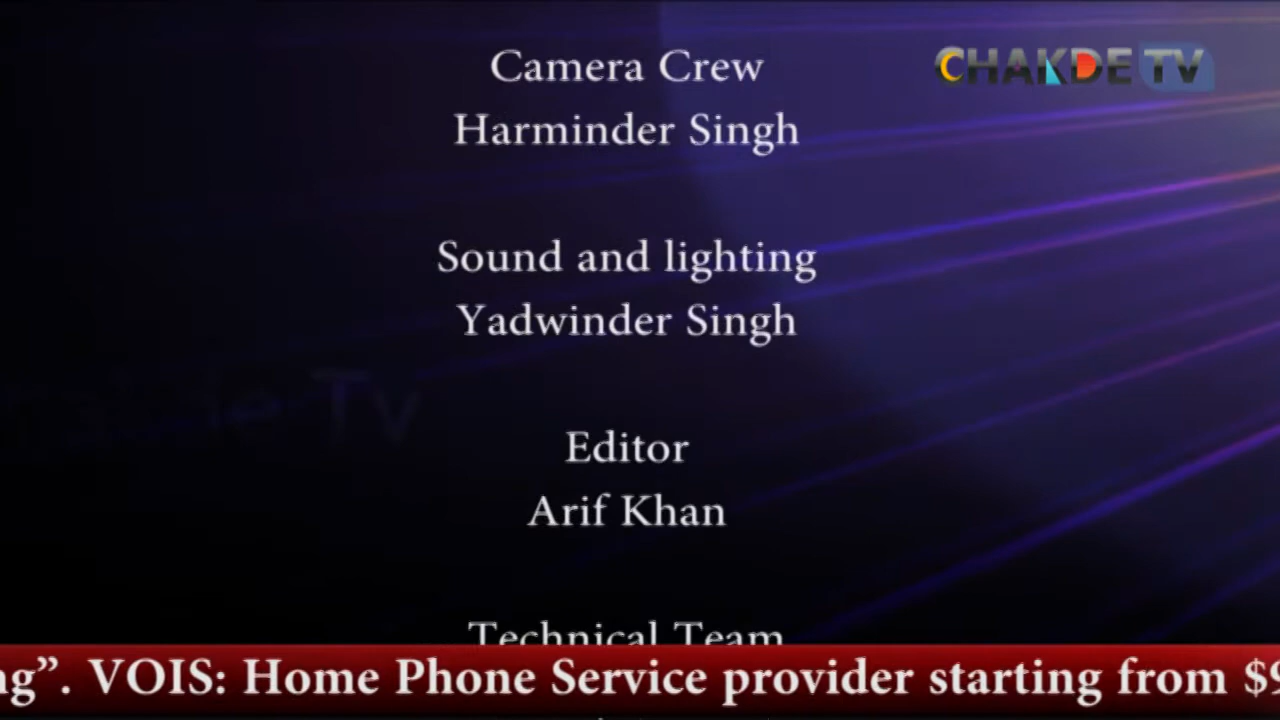 Camera Crew
CHAKDE TV
Harminder Singh
Sound and lighting
Yadwinder Singh
Tv
Editor
Arif Khan
Technical Team
ng”. VOIS: Home Phone Service provider starting from $9